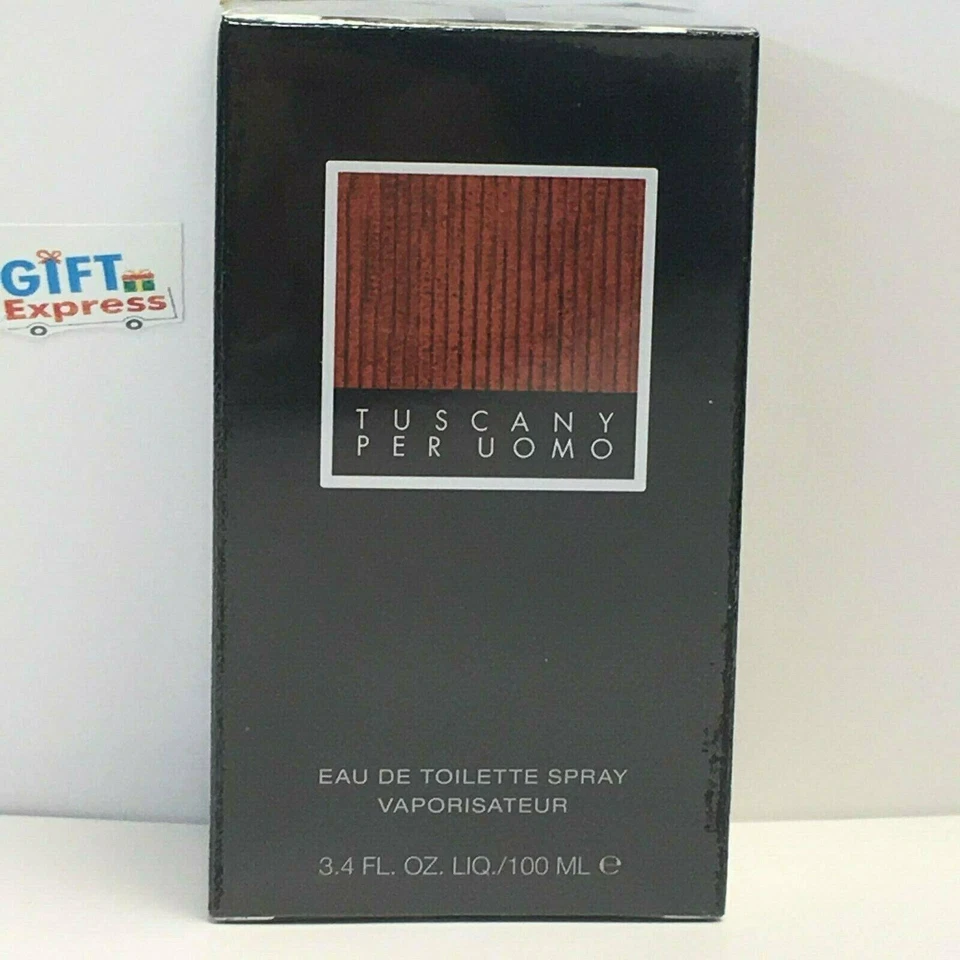 GIFT
Express
TUSCANY
PER UOMO
EAU DE TOILETTE SPRAY
VAPORISATEUR
3.4 FL. OZ. LIQ./100 ML ℮